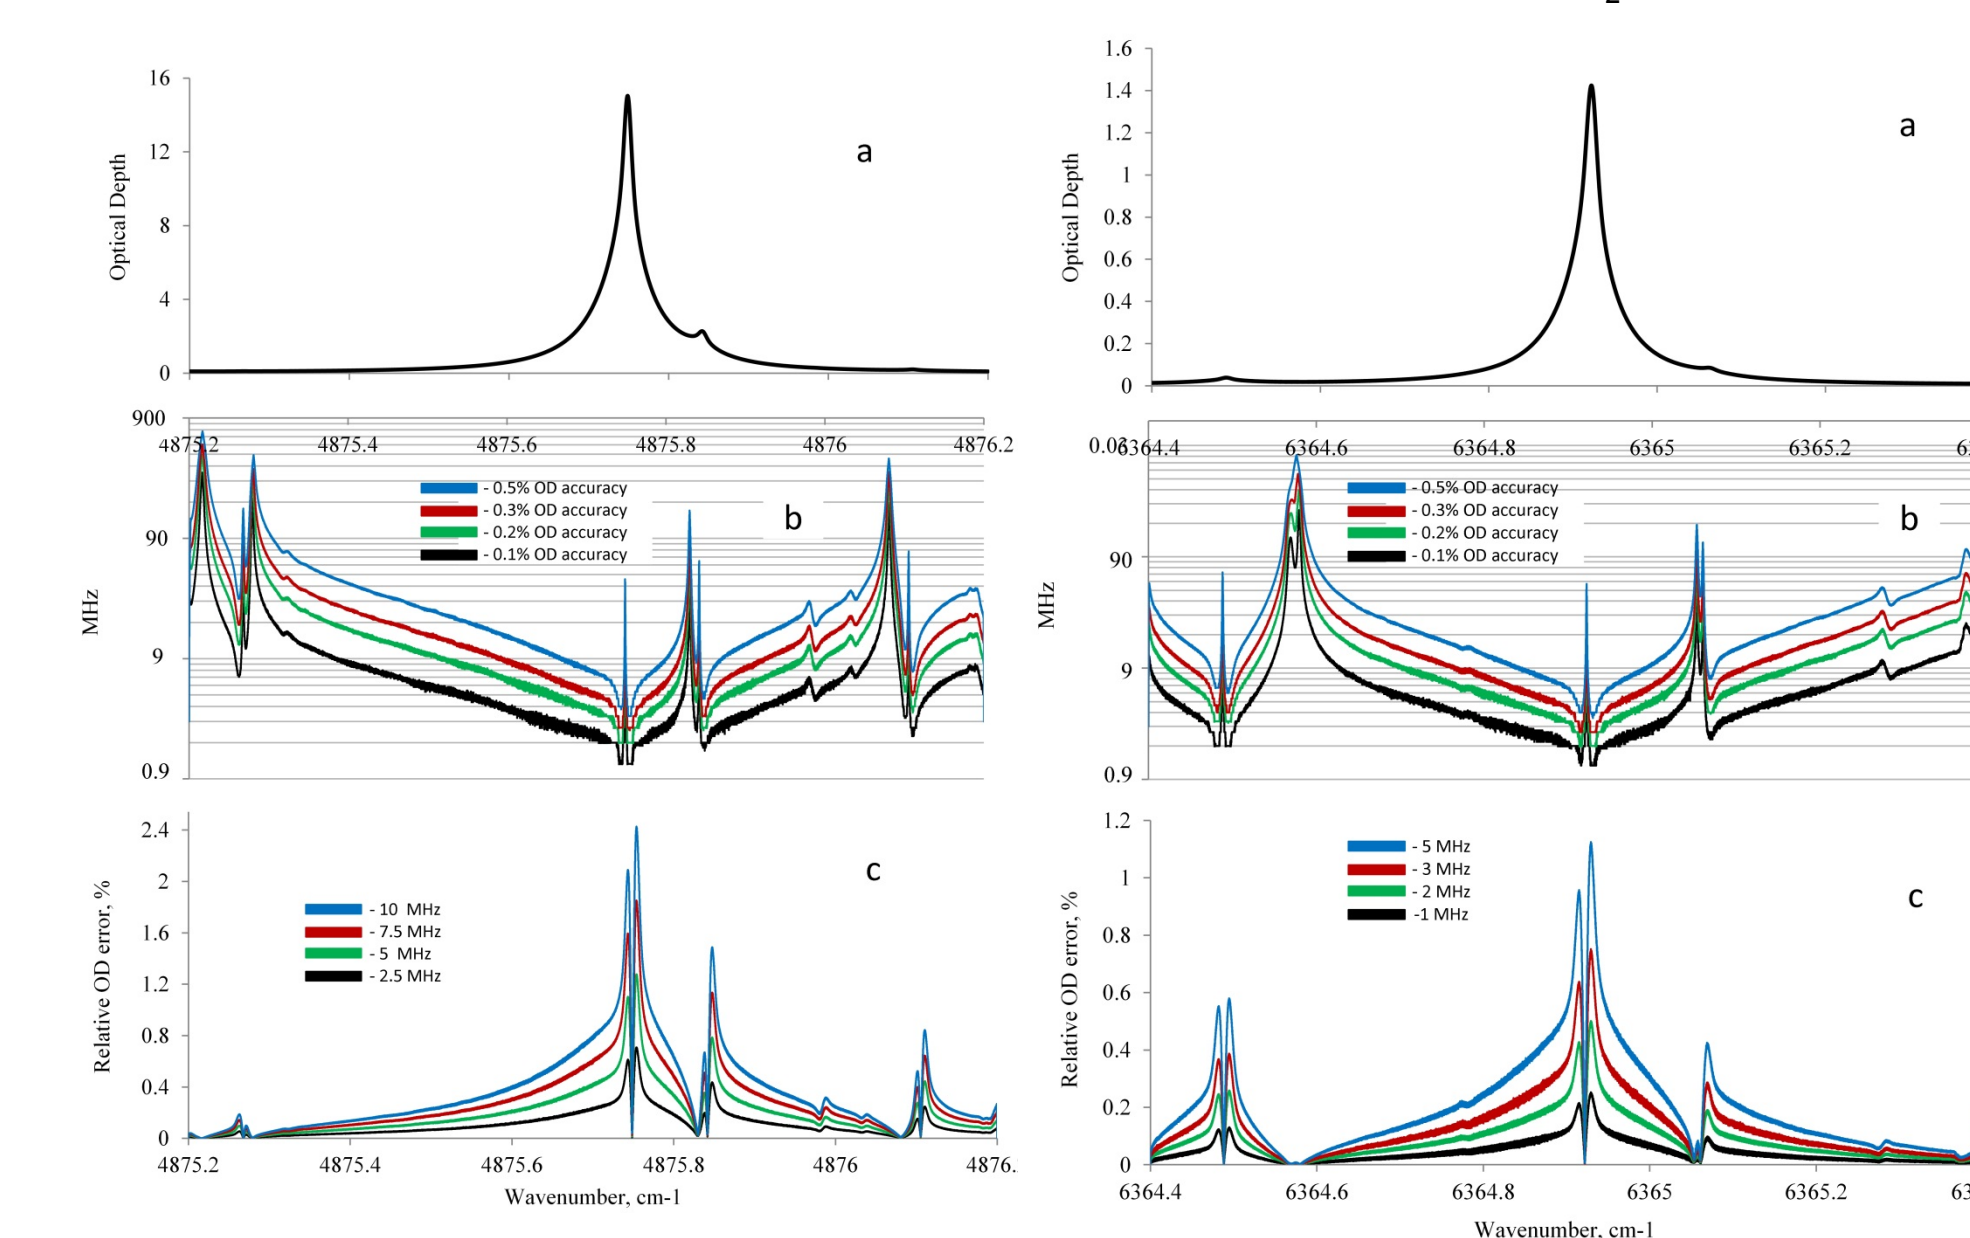 2
16
12
8
4
0
Optical Depth
a
1.6
1.4
1.2
1
0.8
0.6
0.4
0.2
0
Optical Depth
a
900
90
9
0.9
MHz
4875.2 4875.4 4875.6 4875.8 4876 4876.2
- 0.5% OD accuracy
- 0.3% OD accuracy
- 0.2% OD accuracy
- 0.1% OD accuracy
b
90
9
0.9
MHz
6364.4 6364.6 6364.8 6365 6365.2
- 0.5% OD accuracy
- 0.3% OD accuracy
- 0.2% OD accuracy
- 0.1% OD accuracy
b
2.4
2
1.6
1.2
0.8
0.4
0
Relative OD error, %
- 10 MHz
- 7.5 MHz
- 5 MHz
- 2.5 MHz
c
4875.2 4875.4 4875.6 4875.8 4876 4876.
Wavenumber, cm-1
1.2
1
0.8
0.6
0.4
0.2
0
Relative OD error, %
- 5 MHz
- 3 MHz
- 2 MHz
-1 MHz
c
6364.4 6364.6 6364.8 6365 6365.2 63
Wavenumber, cm-1